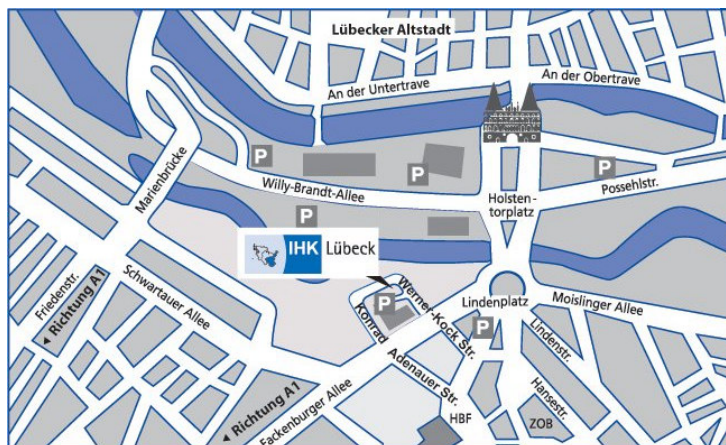 Lübecker Altstadt
An der Untertrave
An der Obertrave
P
P
P
Marienbrücke
Willy-Brandt-Allee
Possehlstr.
Holsten-
torplatz
P
IHK Lübeck
Friedenstr.
Richtung A1
Schwartauer Allee
P
Werner-Kock Str.
Konrad
Adenauer Str.
Lindenplatz
Moislinger Allee
P
Lindenstr.
Hansestr.
Richtung A1
Fackenburger Allee
HBF
ZOB